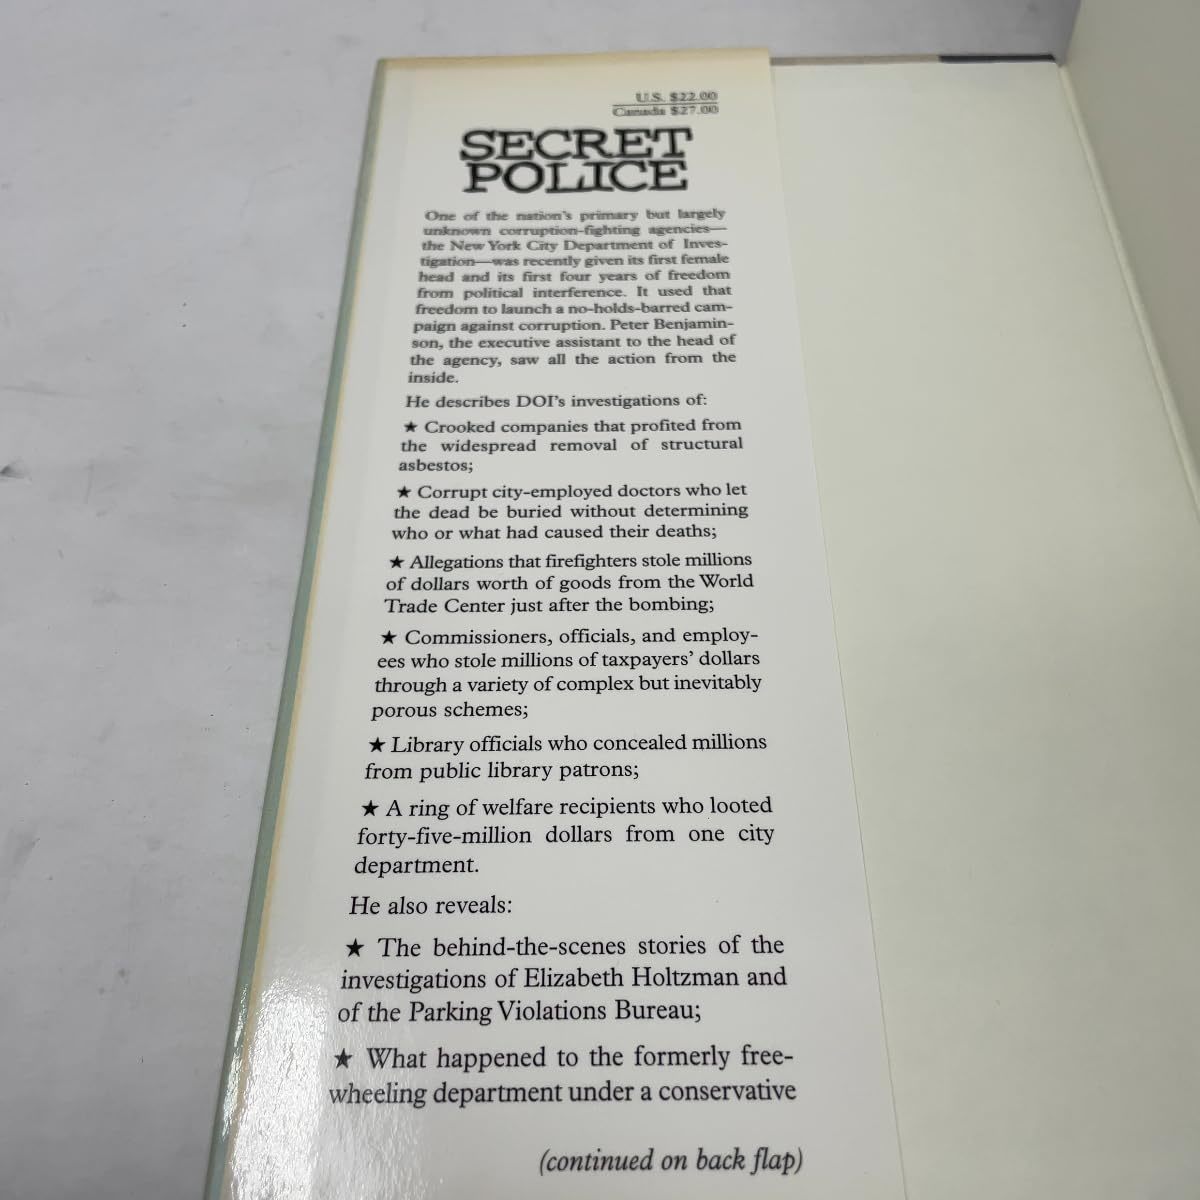 U.S. $22.00
Canada $27.00
SECRET
POLICE
One of the nation's primary but largely
unknown corruption-fighting agencies—
the New York City Department of Inves-
tigation—was recently given its first female
head and its first four years of freedom
from political interference. It used that
freedom to launch a no-holds-barred cam-
paign against corruption. Peter Benjamin-
son, the executive assistant to the head of
the agency, saw all the action from the
inside.
He describes DOI's investigations of:
★ Crooked companies that profited from
the widespread removal of structural
asbestos;
★ Corrupt city-employed doctors who let
the dead be buried without determining
who or what had caused their deaths;
★ Allegations that firefighters stole millions
of dollars worth of goods from the World
Trade Center just after the bombing;
★ Commissioners, officials, and employ-
ees who stole millions of taxpayers' dollars
through a variety of complex but inevitably
porous schemes;
★ Library officials who concealed millions
from public library patrons;
★ A ring of welfare recipients who looted
forty-five-million dollars from one city
department.
He also reveals:
★ The behind-the-scenes stories of the
investigations of Elizabeth Holtzman and
of the Parking Violations Bureau;
★ What happened to the formerly free-
wheeling department under a conservative
(continued on back flap)